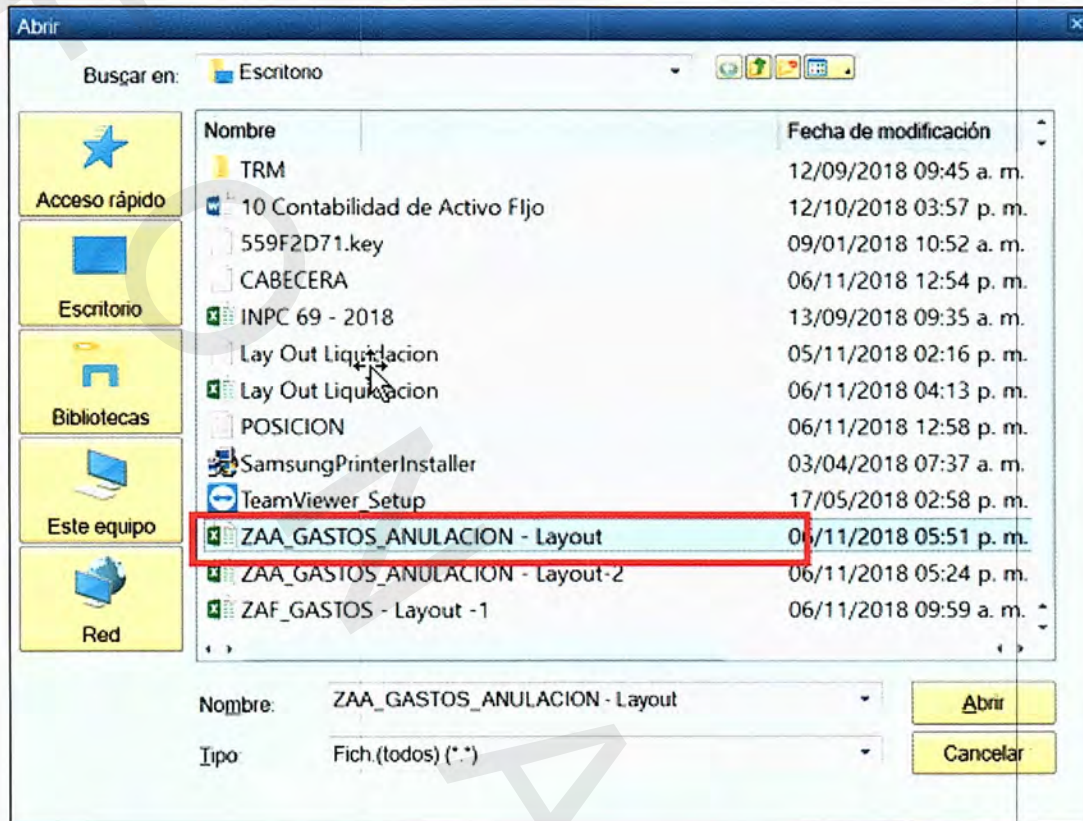 Abrir
Buscar en: Escritorio
Nombre Fecha de modificación
TRM 12/09/2018 09:45 a. m.
10 Contabilidad de Activo FIjo 12/10/2018 03:57 p. m.
559F2D71.key 09/01/2018 10:52 a. m.
CABECERA 06/11/2018 12:54 p. m.
INPC 69 - 2018 13/09/2018 09:35 a. m.
Lay Out Liquidacion 05/11/2018 02:16 p. m.
Lay Out Liquidacion 06/11/2018 04:13 p. m.
POSICION 06/11/2018 12:58 p. m.
SamsungPrinterInstaller 03/04/2018 07:37 a. m.
TeamViewer_Setup 17/05/2018 02:58 p. m.
ZAA_GASTOS_ANULACION - Layout 06/11/2018 05:51 p. m.
ZAA_GASTOS_ANULACION - Layout-2 06/11/2018 05:24 p. m.
ZAF_GASTOS - Layout -1 06/11/2018 09:59 a. m.
Acceso rápido
Escritorio
Bibliotecas
Este equipo
Red
Nombre: ZAA_GASTOS_ANULACION - Layout Abrir
Tipo: Fich.(todos) (*.*) Cancelar